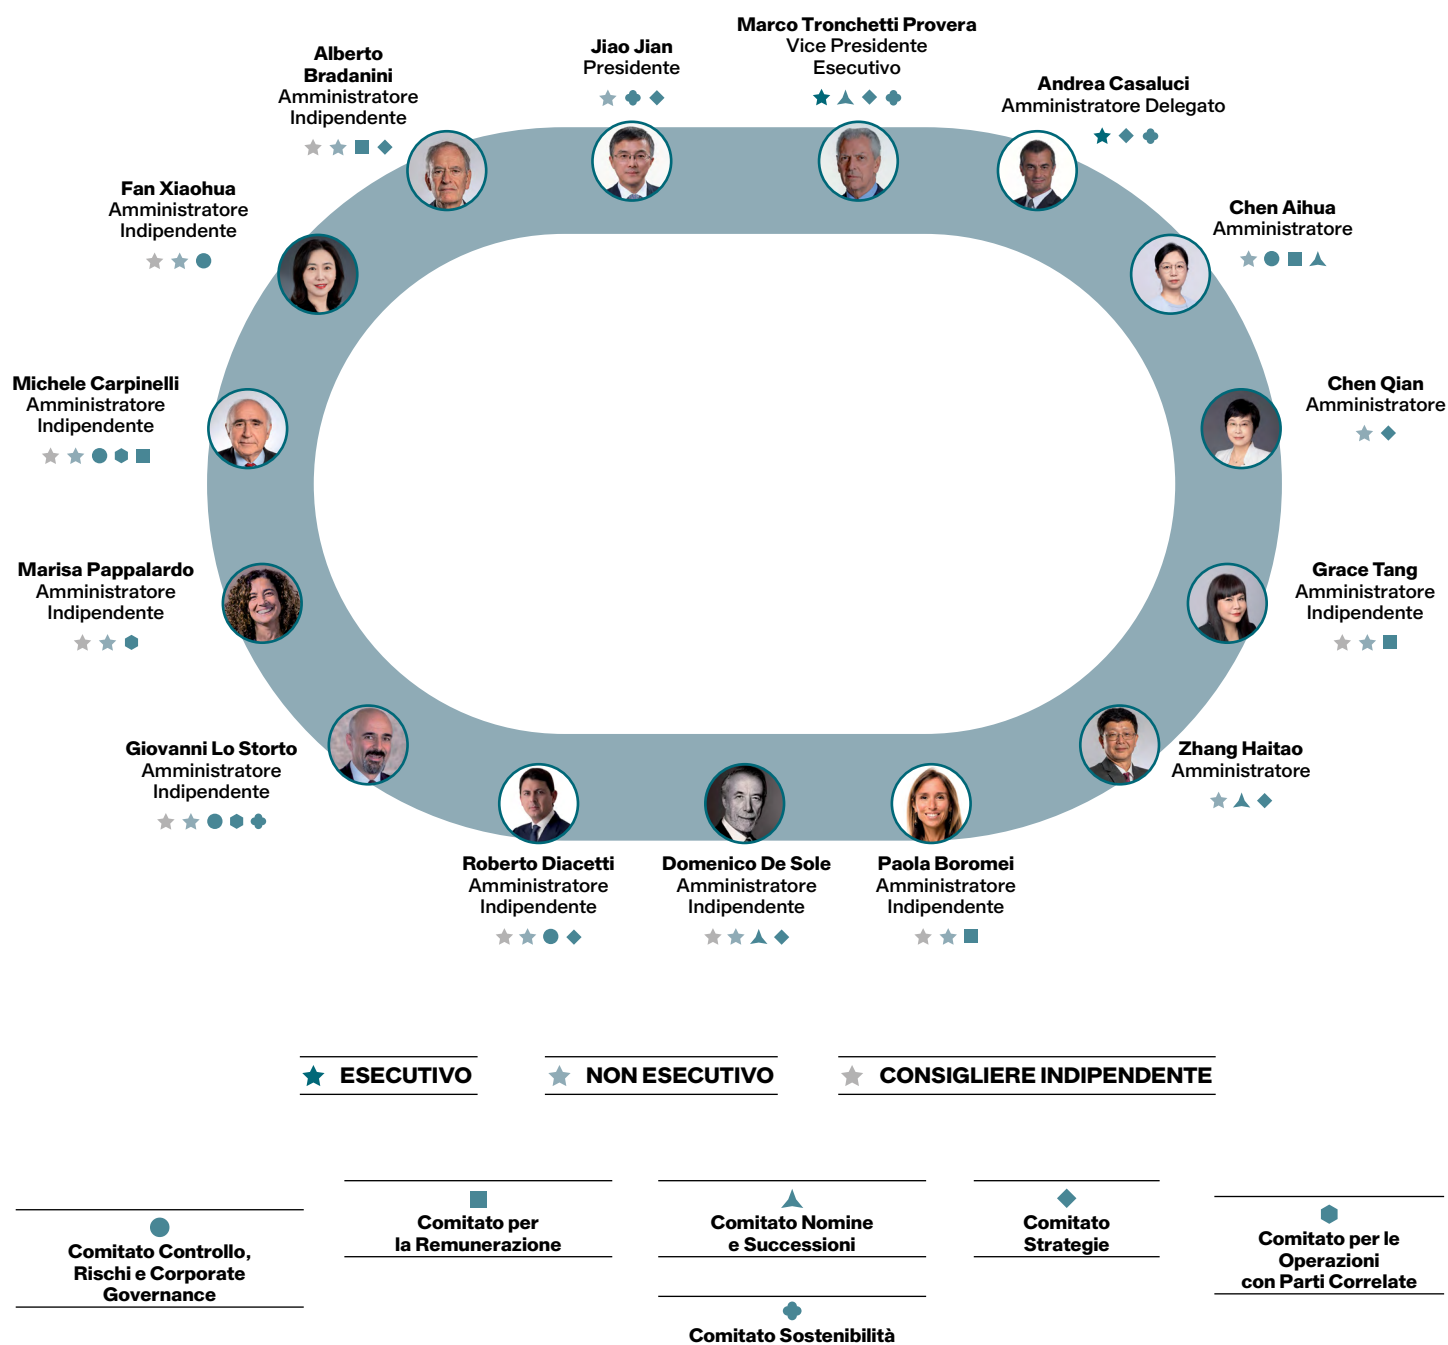 Marco Tronchetti Provera
Vice Presidente
Esecutivo
Jiao Jian
Presidente
Alberto
Bradanini
Amministratore
Indipendente
Andrea Casaluci
Amministratore Delegato
Fan Xiaohua
Amministratore
Indipendente
Chen Aihua
Amministratore
Michele Carpinelli
Amministratore
Indipendente
Chen Qian
Amministratore
Marisa Pappalardo
Amministratore
Indipendente
Grace Tang
Amministratore
Indipendente
Giovanni Lo Storto
Amministratore
Indipendente
Zhang Haitao
Amministratore
Roberto Diacetti
Amministratore
Indipendente
Domenico De Sole
Amministratore
Indipendente
Paola Boromei
Amministratore
Indipendente
ESECUTIVO
NON ESECUTIVO
CONSIGLIERE INDIPENDENTE
Comitato Controllo,
Rischi e Corporate
Governance
Comitato per
la Remunerazione
Comitato Nomine
e Successioni
Comitato
Strategie
Comitato per le
Operazioni
con Parti Correlate
Comitato Sostenibilità